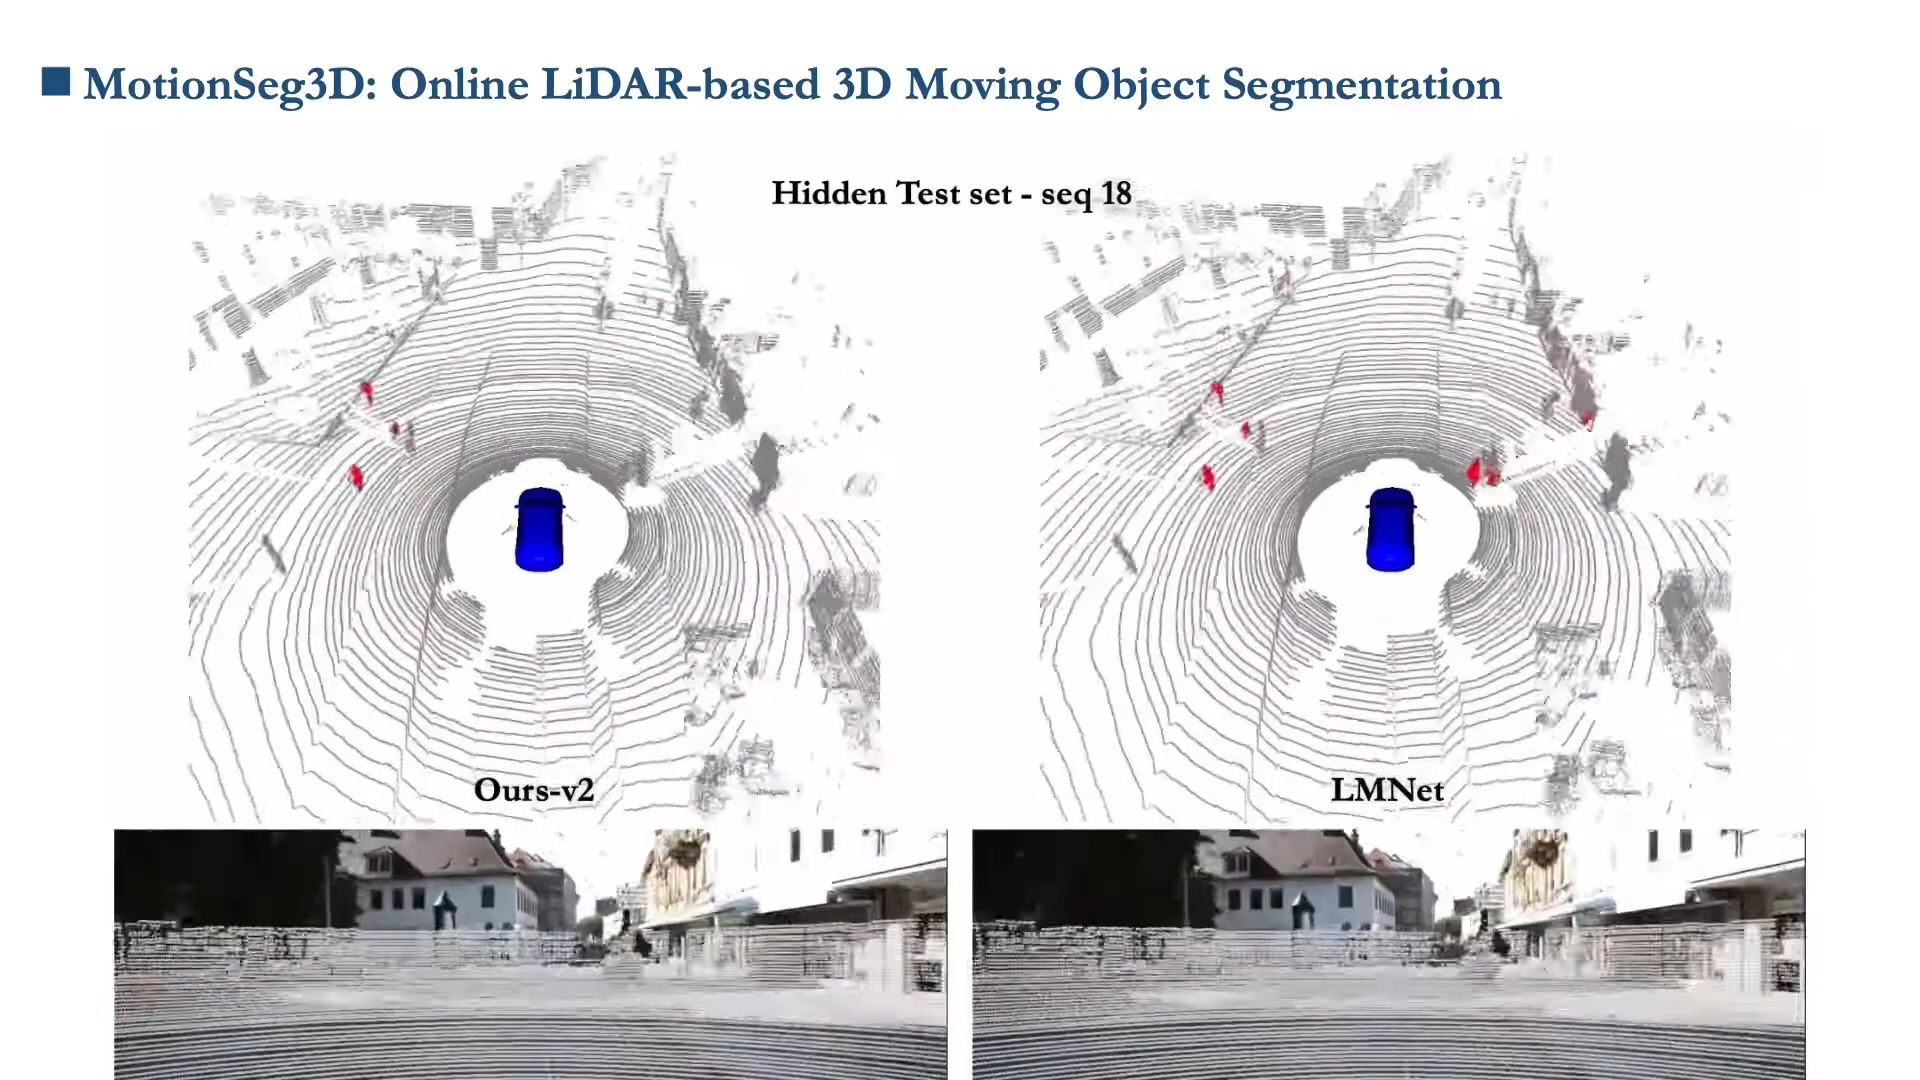 MotionSeg3D: Online LiDAR-based 3D Moving Object Segmentation
Hidden Test set - seq 18
Ours-v2
LMNet